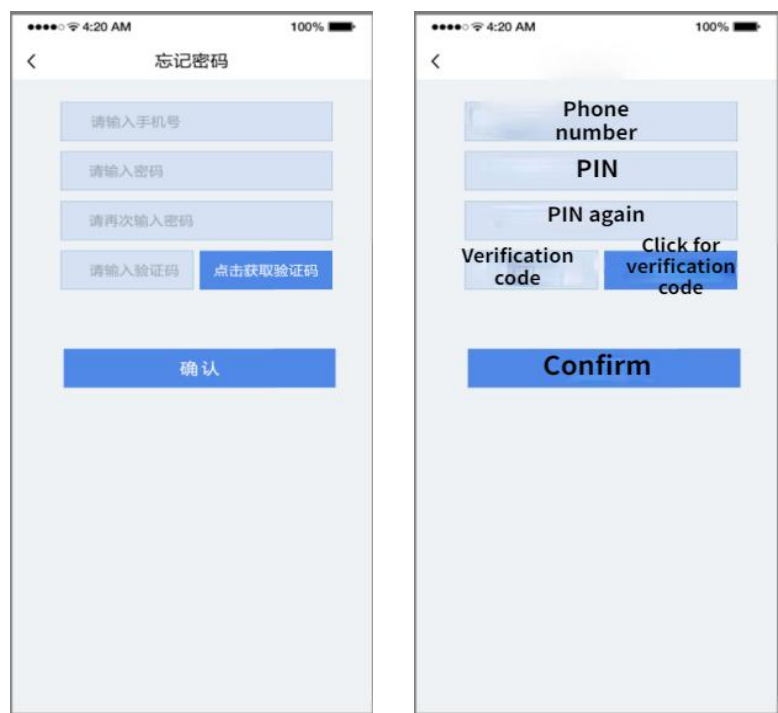 4:20 AM 100%
忘记密码
请输入手机号
请输入密码
请再次输入密码
请输入验证码 点击获取验证码
确认
4:20 AM 100%
Phone
number
PIN
PIN again
Verification
code
Click for
verification
code
Confirm